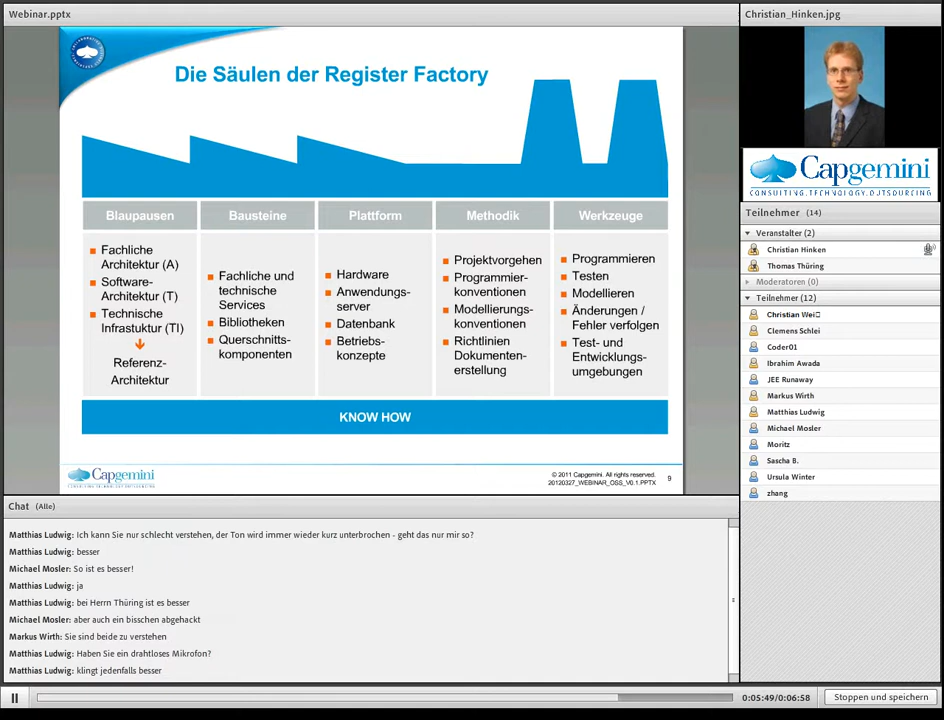 Webinar.pptx
Christian_Hinken.jpg
Die Säulen der Register Factory
Blaupausen
Fachliche
Architektur (A)
Software-
Architektur (T)
Technische
Infrastuktur (TI)
Referenz-
Architektur
Bausteine
Fachliche und
technische
Services
Bibliotheken
Querschnitts-
komponenten
Plattform
Hardware
Anwendungs-
server
Datenbank
Betriebs-
konzepte
Methodik
Projektvorgehen
Programmier-
konventionen
Modellierungs-
konventionen
Richtlinien
Dokumenten-
erstellung
Werkzeuge
Programmieren
Testen
Modellieren
Änderungen /
Fehler verfolgen
Test- und
Entwicklungs-
umgebungen
KNOW HOW
Capgemini
CONSULTING.TECHNOLOGY.OUTSOURCING
© 2011 Capgemini. All rights reserved.
20120327_WEBINAR_OSS_V0.1.PPTX
9
Capgemini
CONSULTING.TECHNOLOGY.OUTSOURCING
Teilnehmer (14)
Veranstalter (2)
Christian Hinken
Thomas Thüring
Moderatoren (0)
Teilnehmer (12)
Christian Wei
Clemens Schlei
Coder01
Ibrahim Awada
JEE Runaway
Markus Wirth
Matthias Ludwig
Michael Mosler
Moritz
Sascha B.
Ursula Winter
zhang
Chat (Alle)
Matthias Ludwig: Ich kann Sie nur schlecht verstehen, der Ton wird immer wieder kurz unterbrochen - geht das nur mir so?
Matthias Ludwig: besser
Michael Mosler: So ist es besser!
Matthias Ludwig: ja
Matthias Ludwig: bei Herrn Thüring ist es besser
Michael Mosler: aber auch ein bisschen abgehackt
Markus Wirth: Sie sind beide zu verstehen
Matthias Ludwig: Haben Sie ein drahtloses Mikrofon?
Matthias Ludwig: klingt jedenfalls besser
0:05:49/0:06:58
Stoppen und speichern